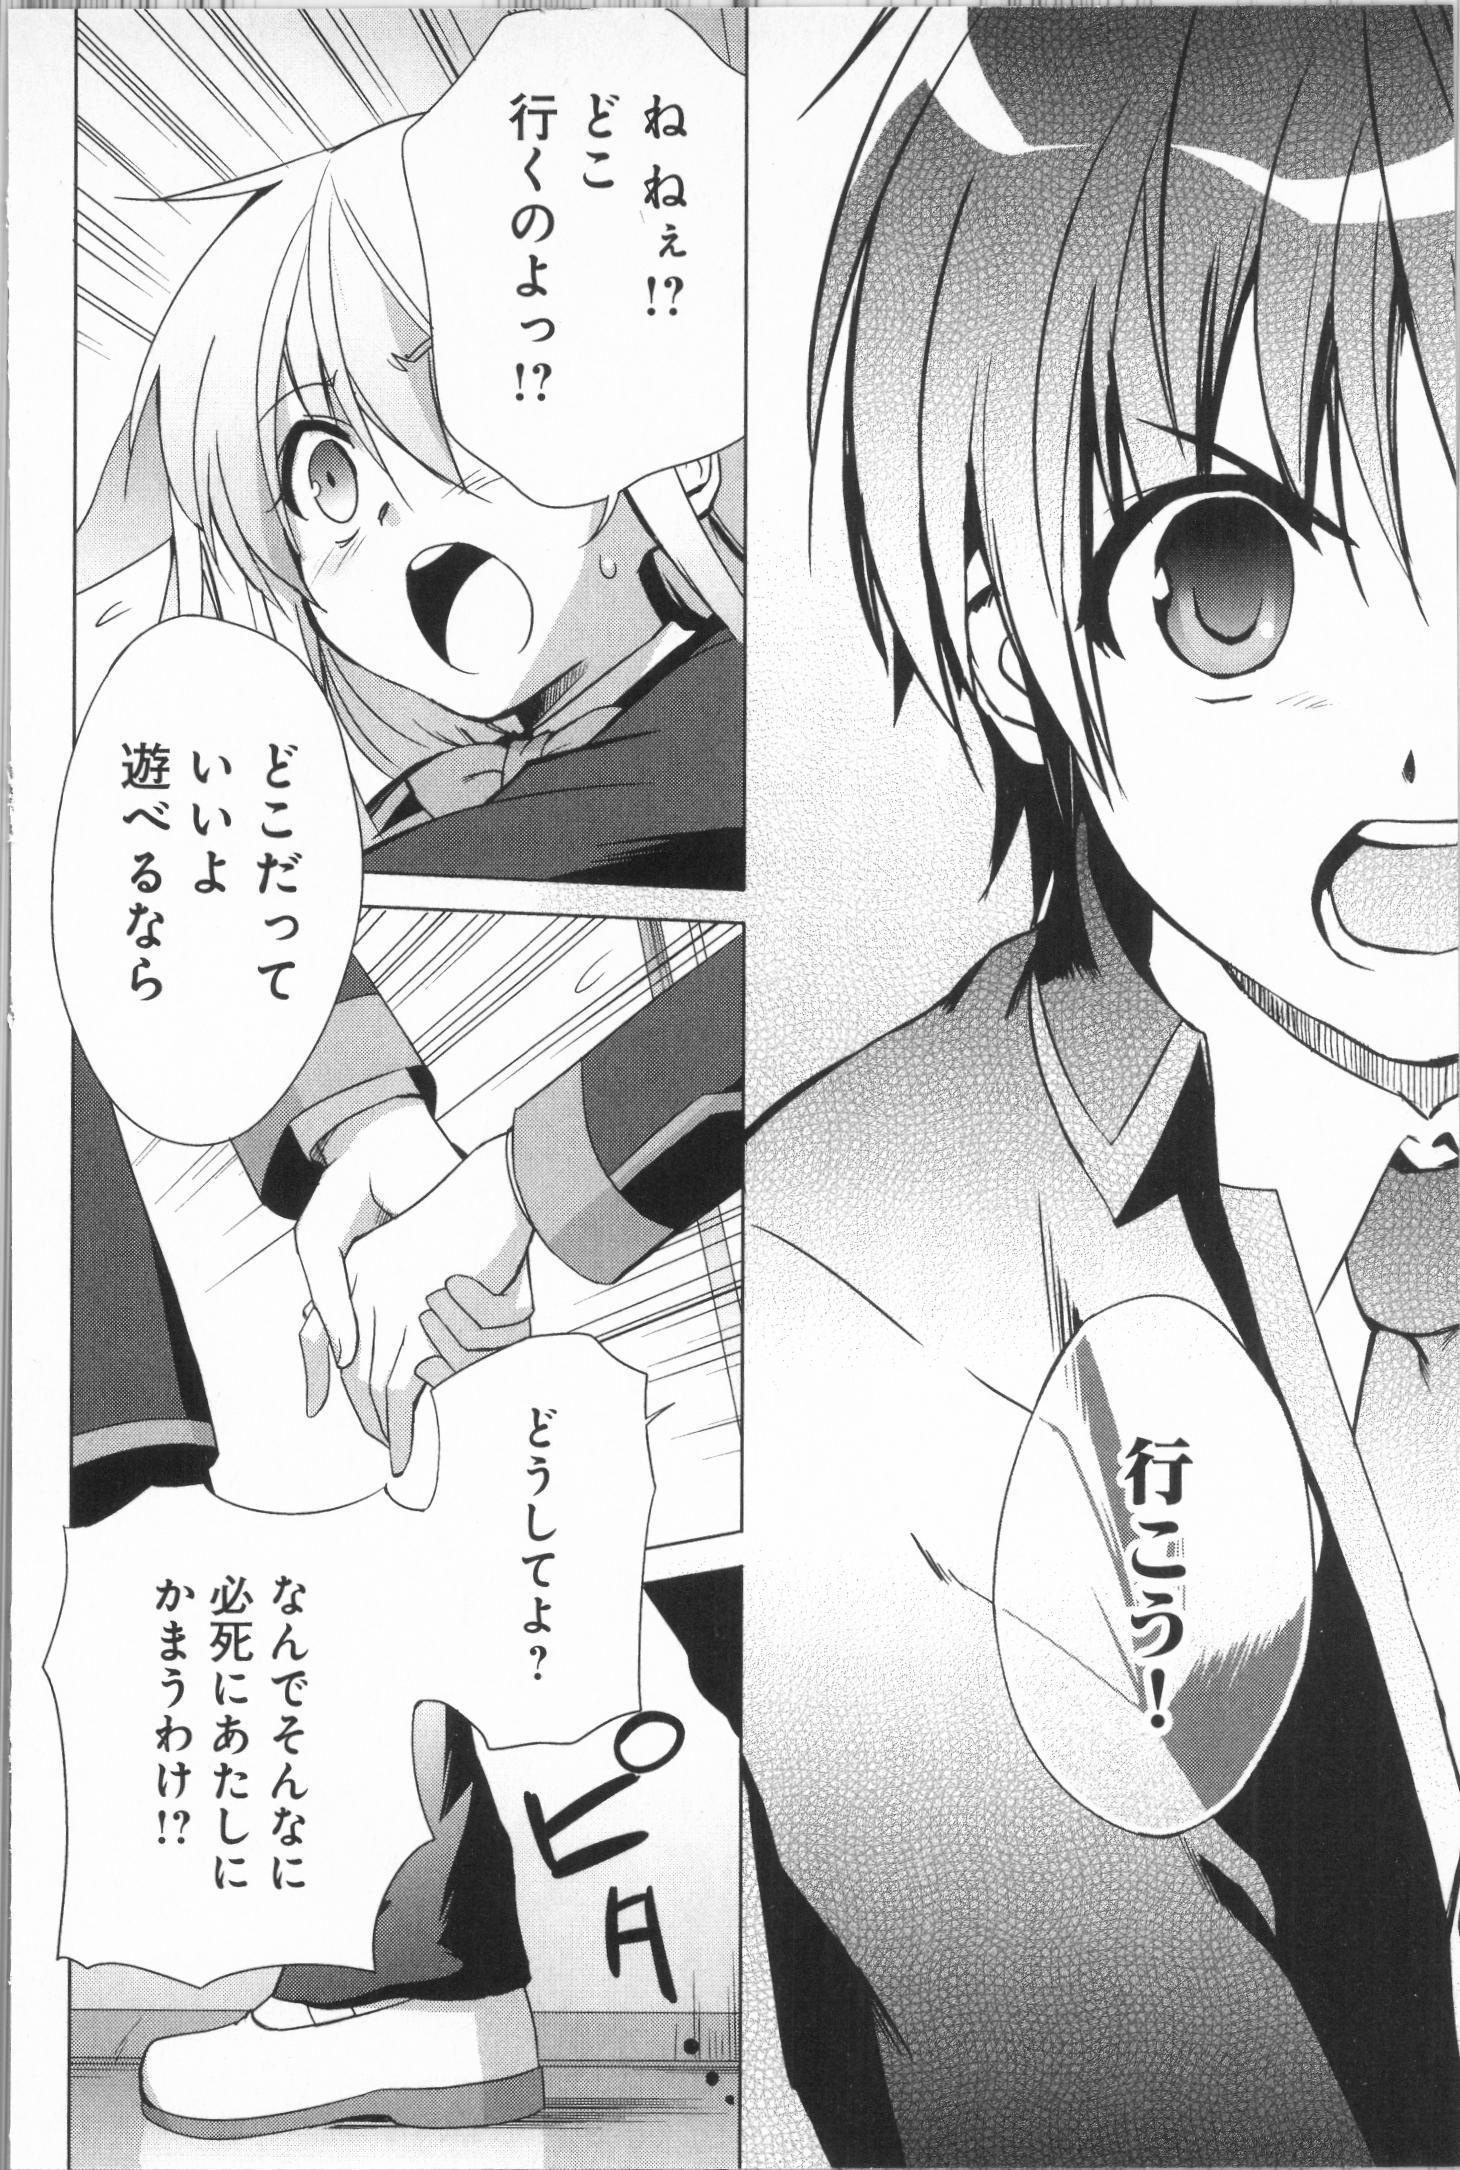 行こう!
ねねぇ!?
どこ
行くのよっ!?
どこだって
いいよ
遊べるなら
どうしてよ?
なんでそんなに
必死にあたしに
かまうわけ!?
ピタ